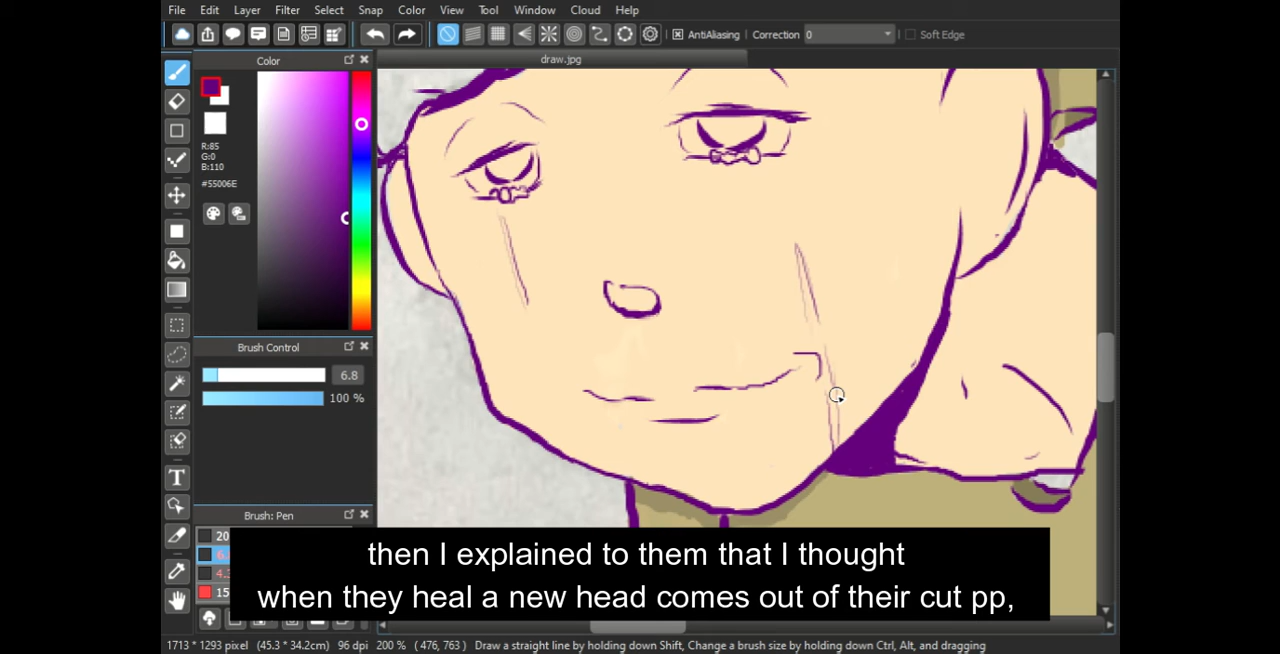 File Edit Layer Filter Select Snap Color View Tool Window Cloud Help
AntiAliasing Correction 0 Soft Edge
Color
draw.jpg
R:85
G:0
B:110
#55006E
Brush Control
6.8
100 %
T
Brush: Pen
20
6.
4.
15
then I explained to them that I thought
when they heal a new head comes out of their cut pp,
1713 * 1293 pixel (45.3 * 34.2cm) 96 dpi 200 % ( 476, 763 ) Draw a straight line by holding down Shift, Change a brush size by holding down Ctrl, Alt, and dragging